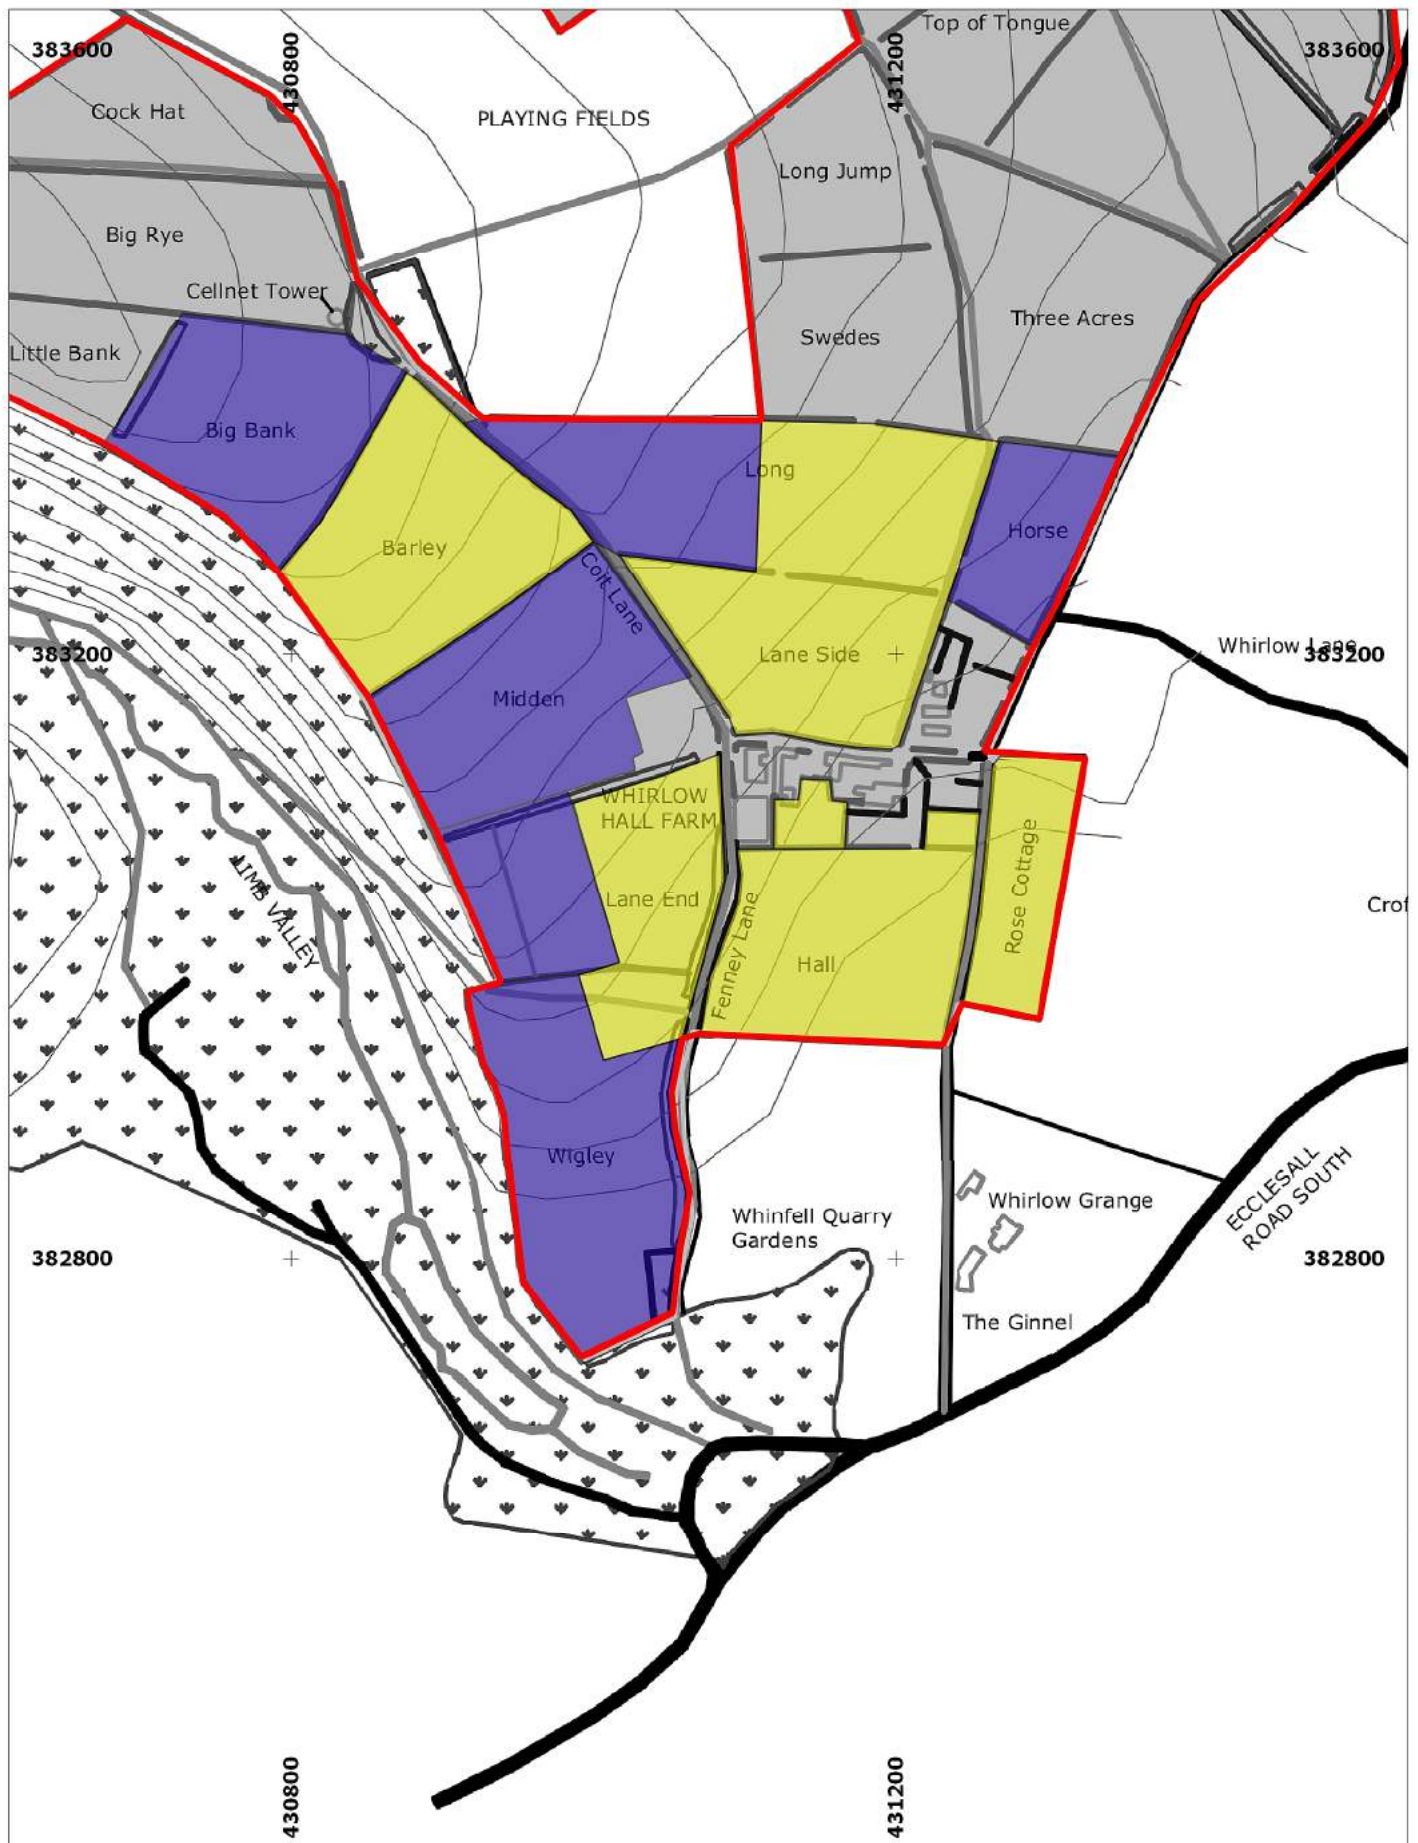 Top of Tongue
383600
430800
431200
383600
Cock Hat
PLAYING FIELDS
Long Jump
Big Rye
Cellnet Tower
Three Acres
Swedes
Little Bank
Big Bank
Long
Horse
Barley
Colt Lane
Whirlow Lane
383200
Lane Side
383200
Midden
WHIRLOW
HALL FARM
Rose Cottage
LIMB VALLEY
Lane End
Crof
Fenney Lane
Hall
Wigley
ECCLESALL
ROAD SOUTH
Whirlow Grange
Whinfell Quarry
Gardens
382800
382800
The Ginnel
430800
431200